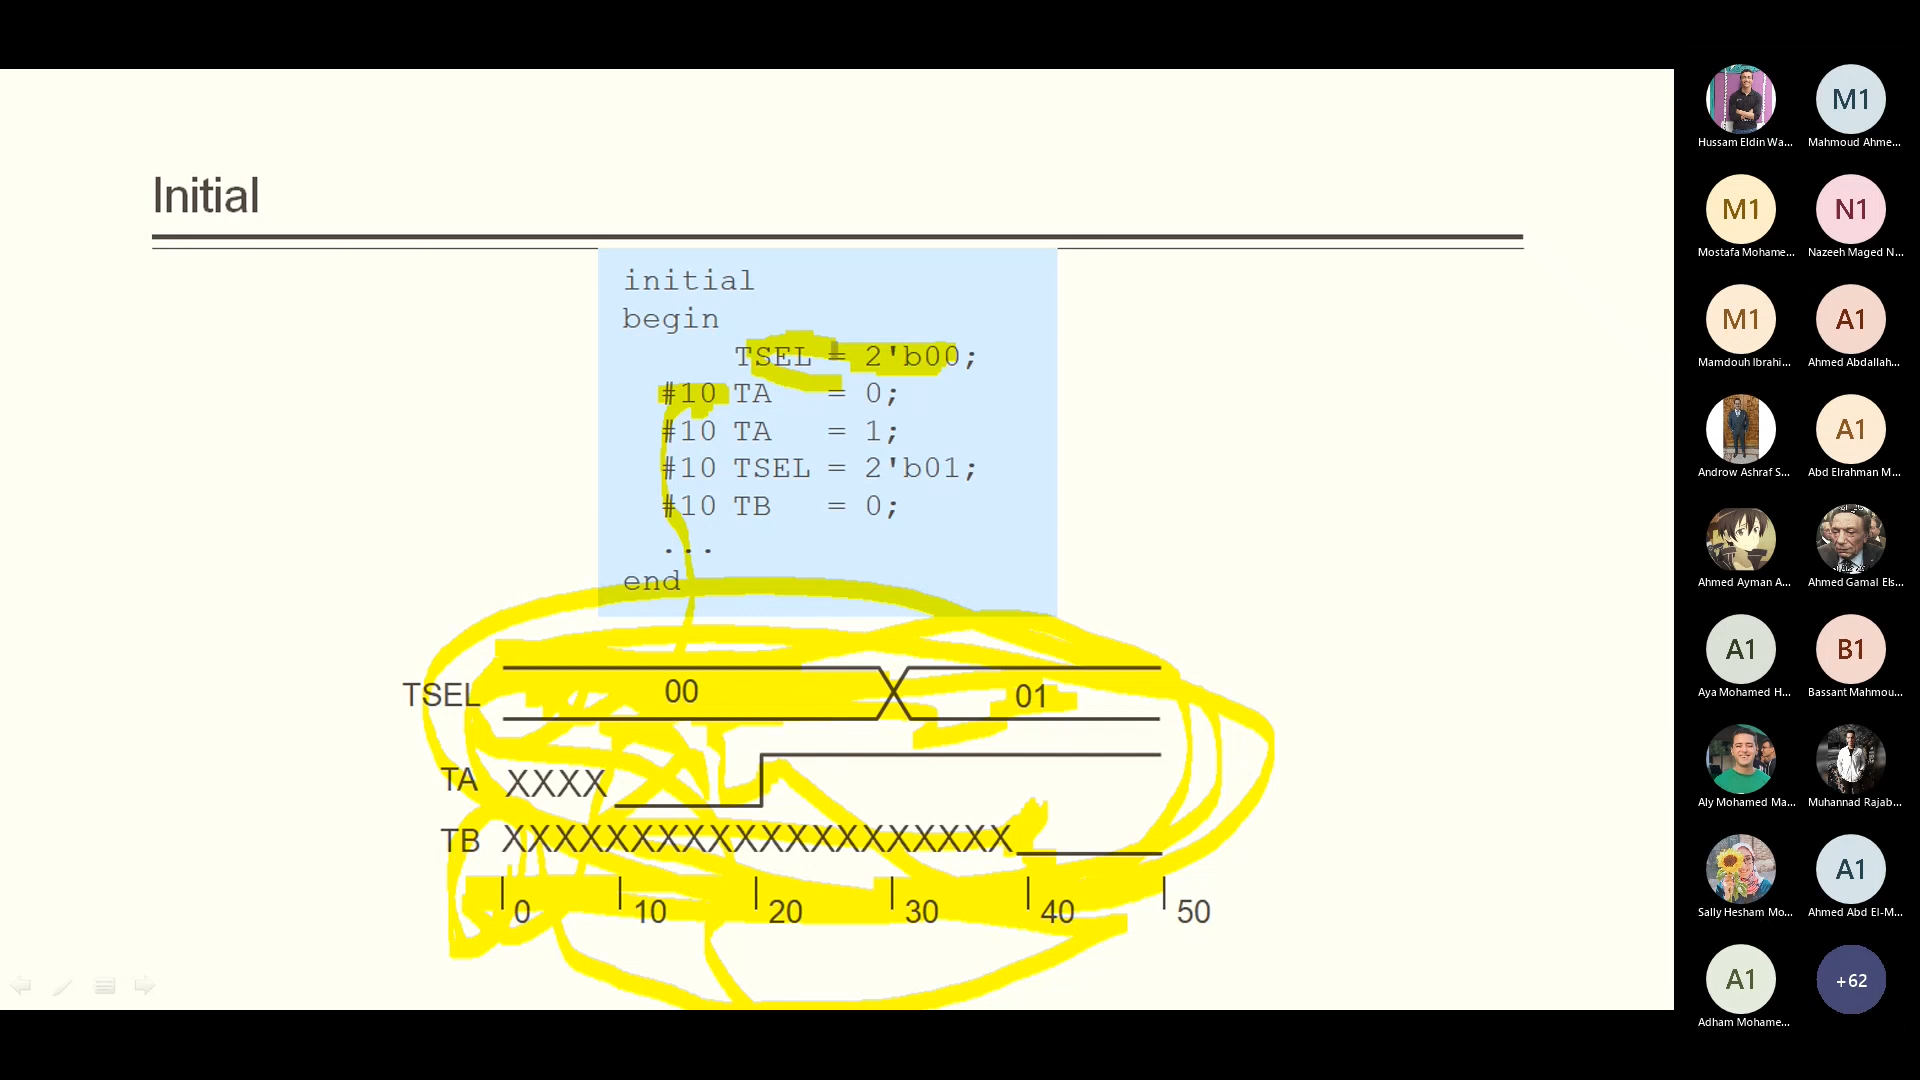 Initial
initial
begin
TSEL = 2'b00;
#10 TA = 0;
#10 TA = 1;
#10 TSEL = 2'b01;
#10 TB = 0;
...
end
TSEL 00 01
TA XXXX
TB XXXXXXXXXXXXXXXXXXXX
0 10 20 30 40 50
M1
Hussam Eldin Wa... Mahmoud Ahme...
M1 N1
Mostafa Mohame... Nazeeh Maged N...
M1 A1
Mamdouh Ibrahi... Ahmed Abdallah...
A1
Androw Ashraf S... Abd Elrahman M...
Ahmed Ayman A... Ahmed Gamal Els...
A1 B1
Aya Mohamed H... Bassant Mahmou...
Aly Mohamed Ma... Muhannad Rajab...
A1
Sally Hesham Mo... Ahmed Abd El-M...
A1 +62
Adham Mohame...